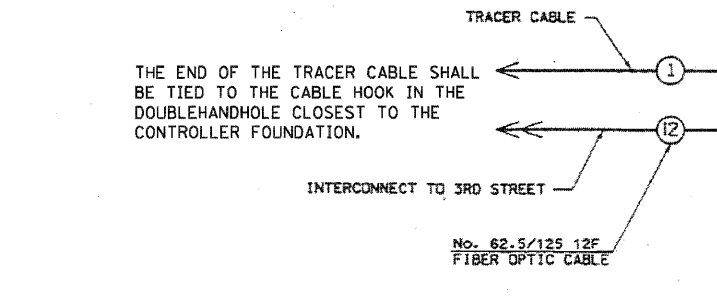 TRACER CABLE
THE END OF THE TRACER CABLE SHALL
BE TIED TO THE CABLE HOOK IN THE
DOUBLEHANDHOLE CLOSEST TO THE
CONTROLLER FOUNDATION.
1
12
INTERCONNECT TO 3RD STREET
No. 62.5/125 12F
FIBER OPTIC CABLE